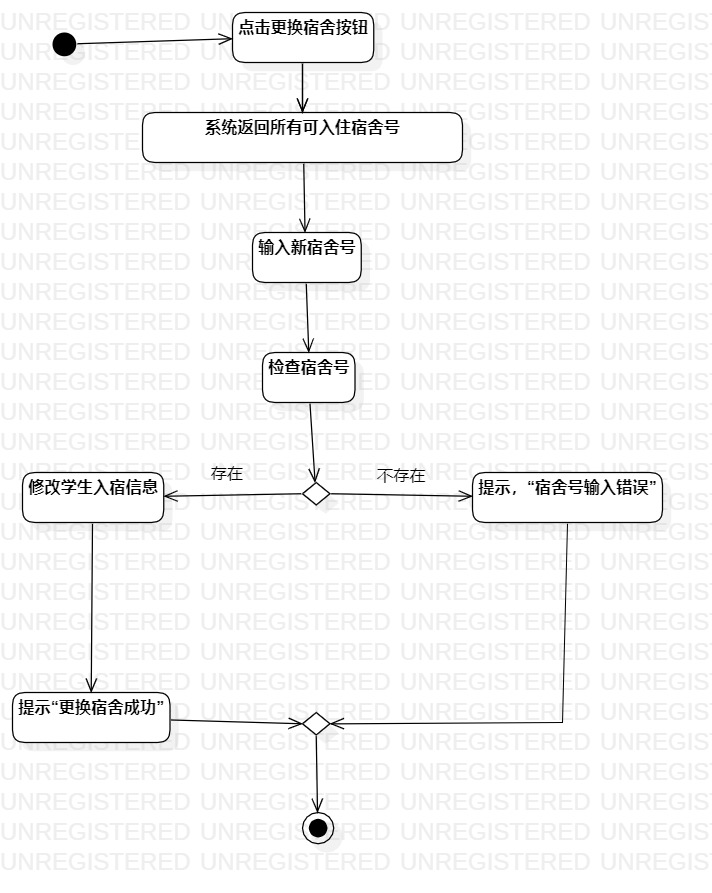 点击更换宿舍按钮
系统返回所有可入住宿舍号
输入新宿舍号
检查宿舍号
存在
不存在
修改学生入宿信息
提示，“宿舍号输入错误”
提示“更换宿舍成功”
UNREGISTERED